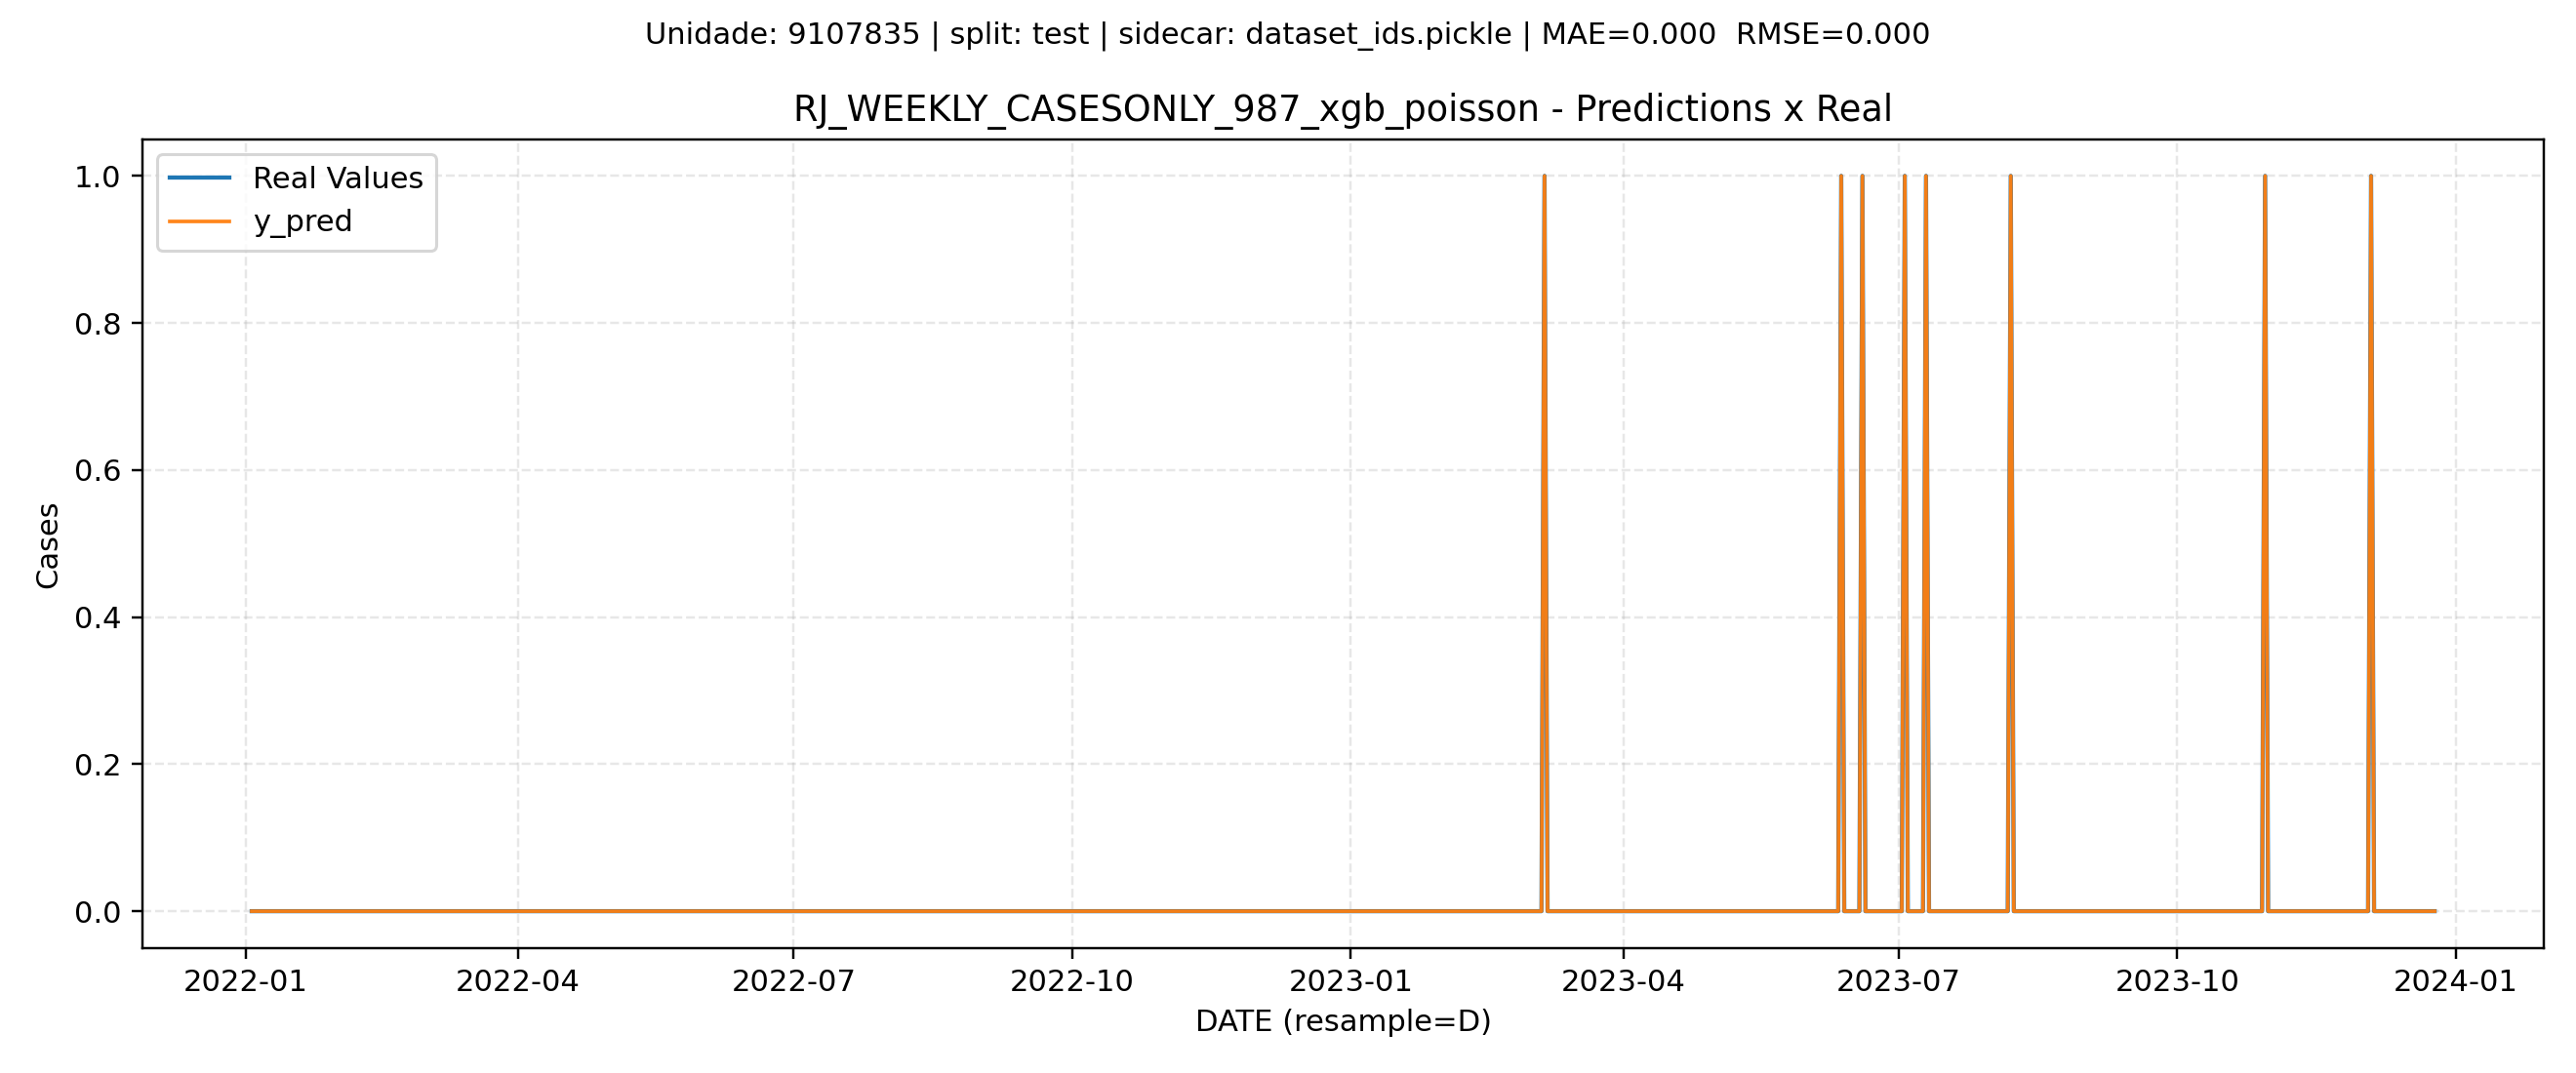 Unidade: 9107835 | split: test | sidecar: dataset_ids.pickle | MAE=0.000  RMSE=0.000
RJ_WEEKLY_CASESONLY_987_xgb_poisson - Predictions x Real
Real Values
y_pred
1.0
0.8
0.6
0.4
0.2
0.0
Cases
2022-01 2022-04 2022-07 2022-10 2023-01 2023-04 2023-07 2023-10 2024-01
DATE (resample=D)